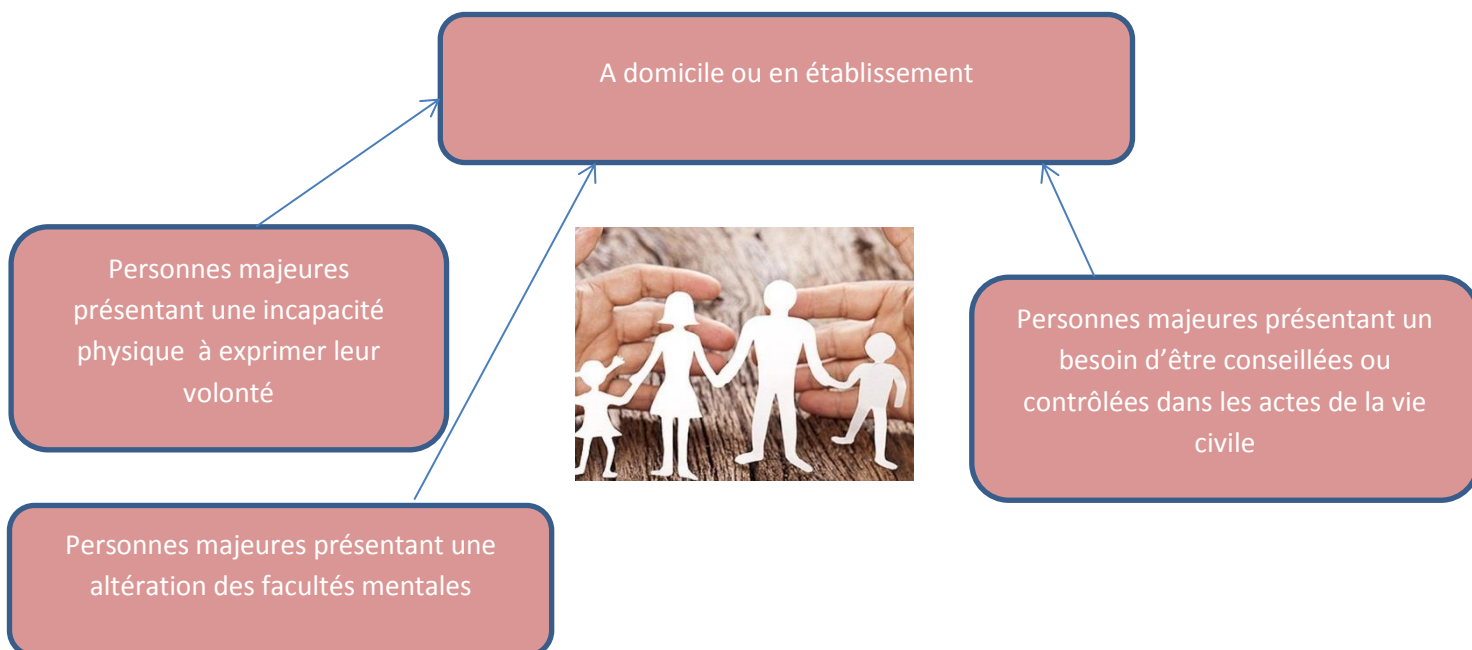 A domicile ou en établissement
Personnes majeures
présentant une incapacité
physique à exprimer leur
volonté
Personnes majeures présentant un
besoin d’être conseillées ou
contrôlées dans les actes de la vie
civile
Personnes majeures présentant une
altération des facultés mentales